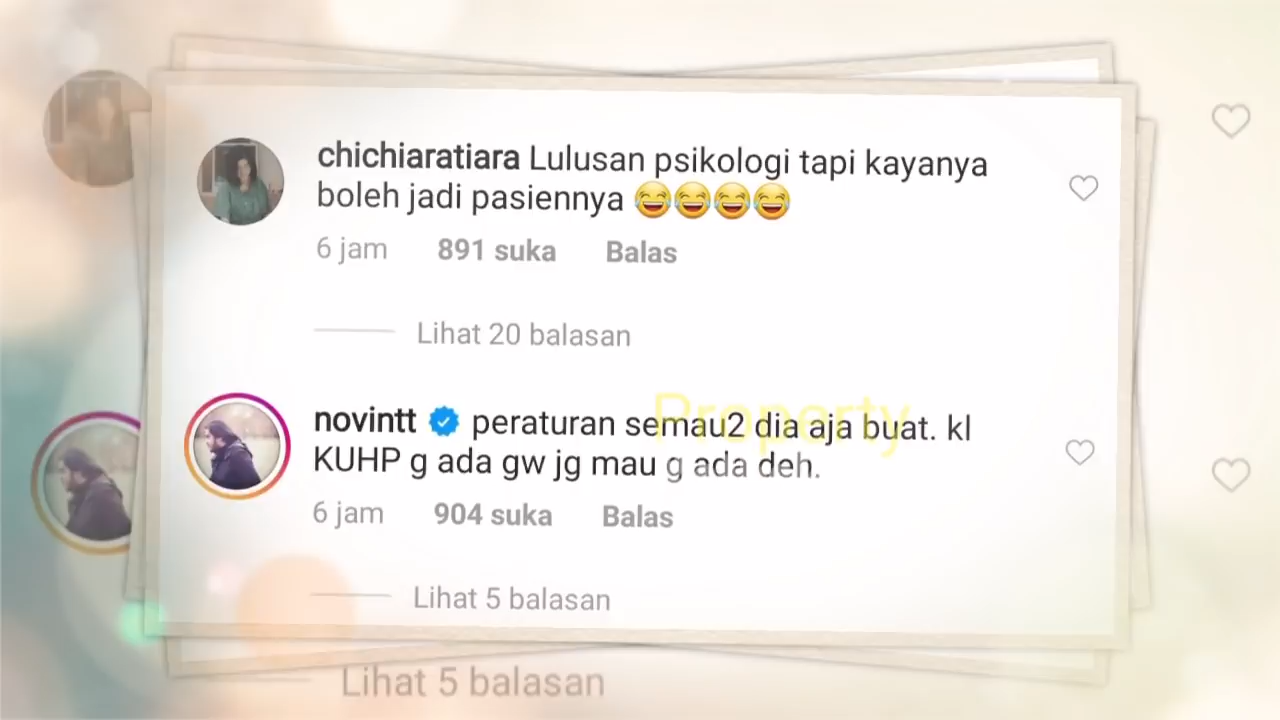 chichiaratiara Lulusan psikologi tapi kayanya
boleh jadi pasiennya 😂😂😂😂
6 jam 891 suka Balas
Lihat 20 balasan
novintt peraturan semau2 dia aja buat. kl
KUHP g ada gw jg mau g ada deh.
6 jam 904 suka Balas
Lihat 5 balasan
Lihat 5 balasan
Property